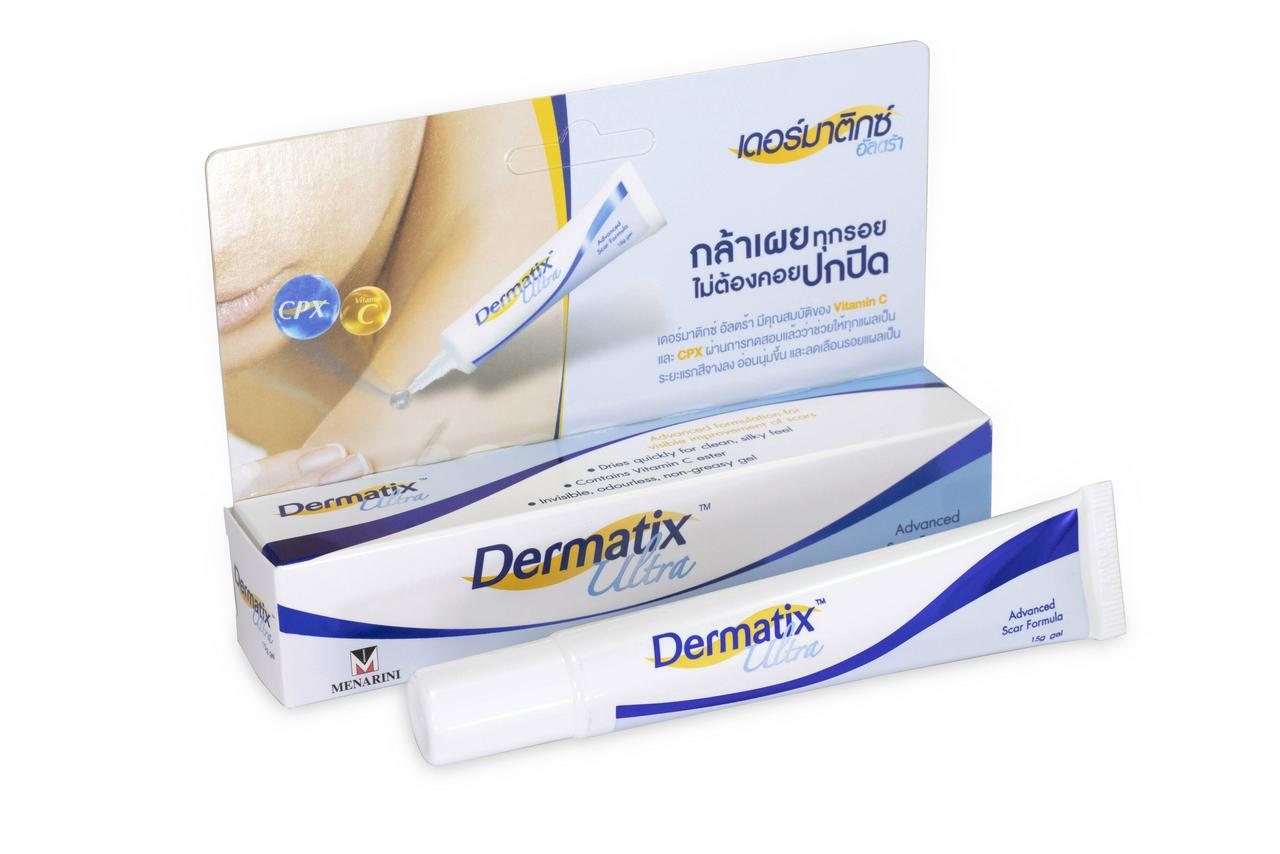 เดอร์มาติกซ์
อัลตร้า
กล้าเผยทุกรอย
ไม่ต้องคอยปกปิด
เดอร์มาติกซ์ อัลตร้า มีคุณสมบัติของ Vitamin C
และ CPX ผ่านการทดสอบแล้วว่าช่วยให้ทุกแผลเป็น
ระยะแรกสีจางลง อ่อนนุ่มขึ้น และลดเลือนรอยแผลเป็น
CPX
Vitamin
C
Dermatix™
Ultra
Advanced
Scar Formula
15g gel
Advanced formulation for
visible improvement of scars
• Dries quickly for clean, silky feel
• Contains Vitamin C ester
• Invisible, odourless, non-greasy gel
Dermatix™
Ultra
Dermatix™
Ultra
Advanced
Dermatix™
Ultra
15g gel
MENARINI
Dermatix™
Ultra
Advanced
Scar Formula
15g gel